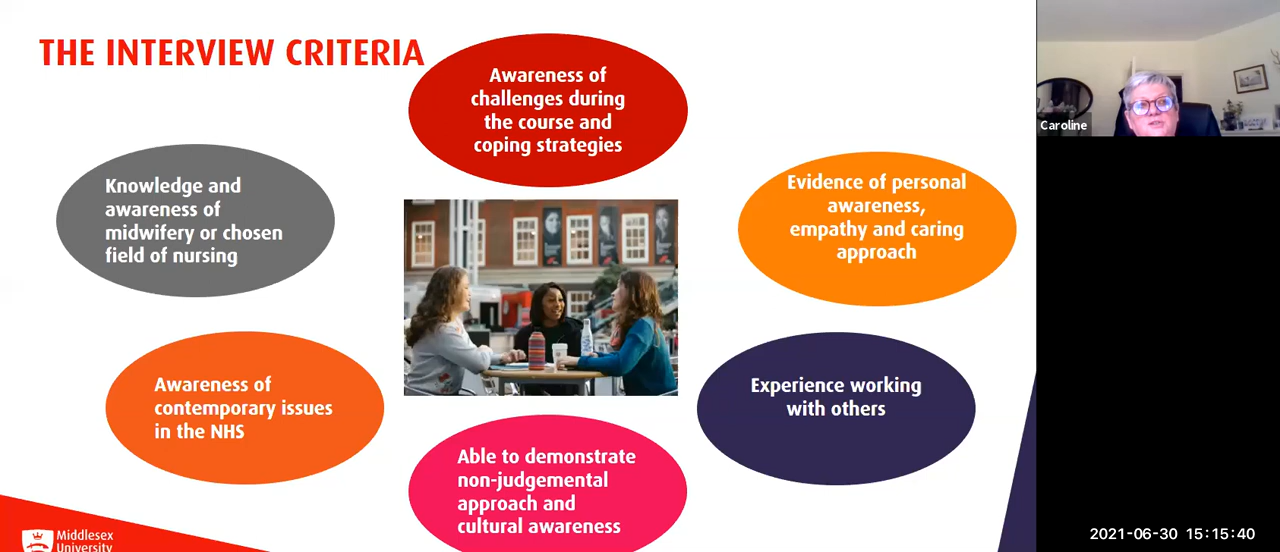 THE INTERVIEW CRITERIA
Awareness of
challenges during
the course and
coping strategies
Knowledge and
awareness of
midwifery or chosen
field of nursing
Evidence of personal
awareness,
empathy and caring
approach
Awareness of
contemporary issues
in the NHS
Experience working
with others
Able to demonstrate
non-judgemental
approach and
cultural awareness
Middlesex
University
Caroline
2021-06-30 15:15:40